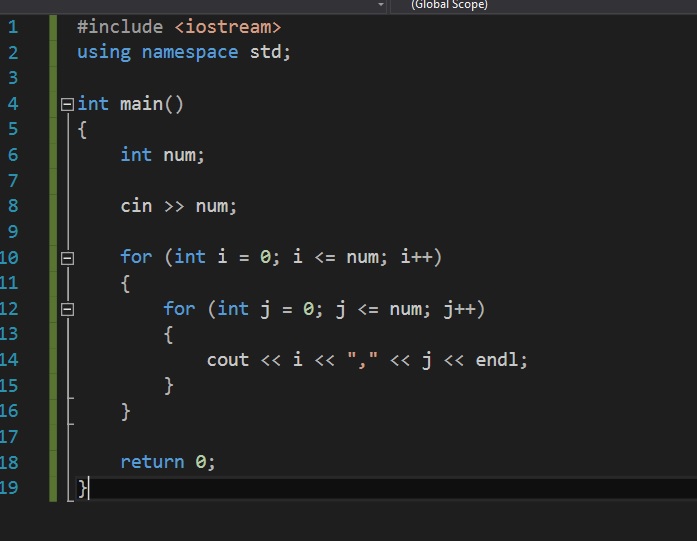 (Global Scope)
1 #include <iostream>
2 using namespace std;
3
4 int main()
5 {
6 int num;
7
8 cin >> num;
9
10 for (int i = 0; i <= num; i++)
11 {
12 for (int j = 0; j <= num; j++)
13 {
14 cout << i << "," << j << endl;
15 }
16 }
17
18 return 0;
19 }